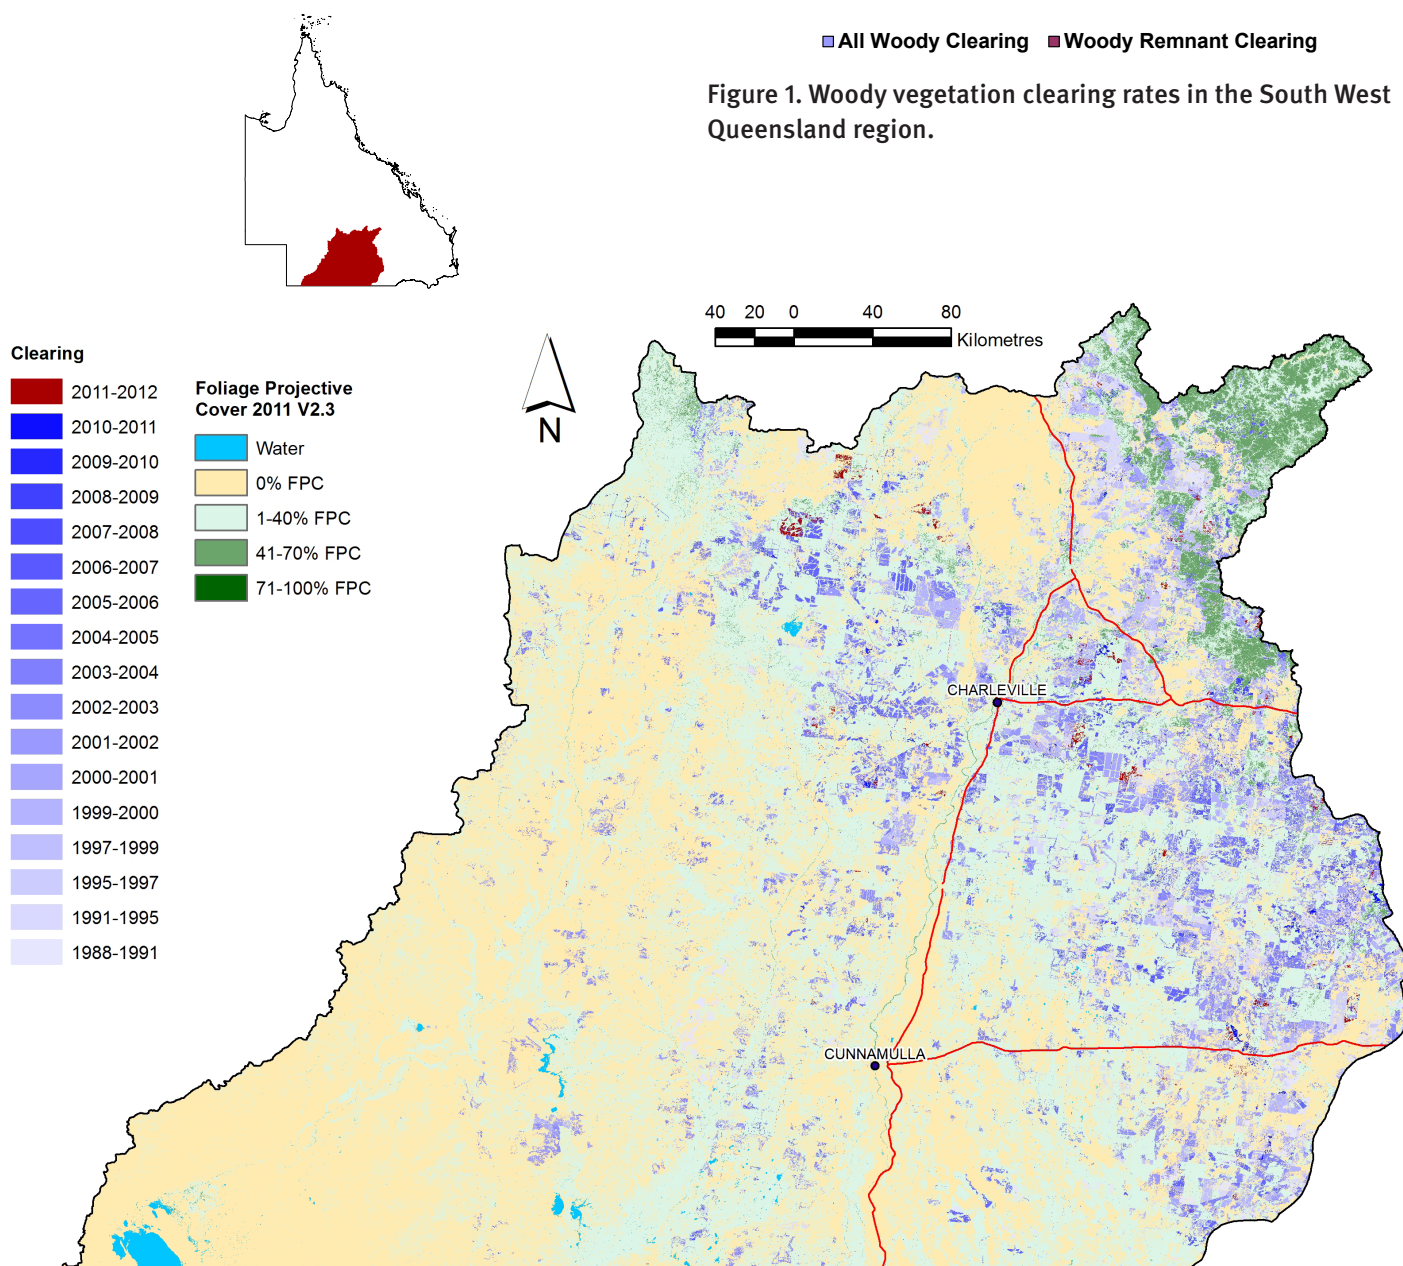 All Woody Clearing Woody Remnant Clearing
Figure 1. Woody vegetation clearing rates in the South West
Queensland region.
40 20 0 40 80
Kilometres
N
Clearing
2011-2012
2010-2011
2009-2010
2008-2009
2007-2008
2006-2007
2005-2006
2004-2005
2003-2004
2002-2003
2001-2002
2000-2001
1999-2000
1997-1999
1995-1997
1991-1995
1988-1991
Foliage Projective
Cover 2011 V2.3
Water
0% FPC
1-40% FPC
41-70% FPC
71-100% FPC
CHARLEVILLE
CUNNAMULLA